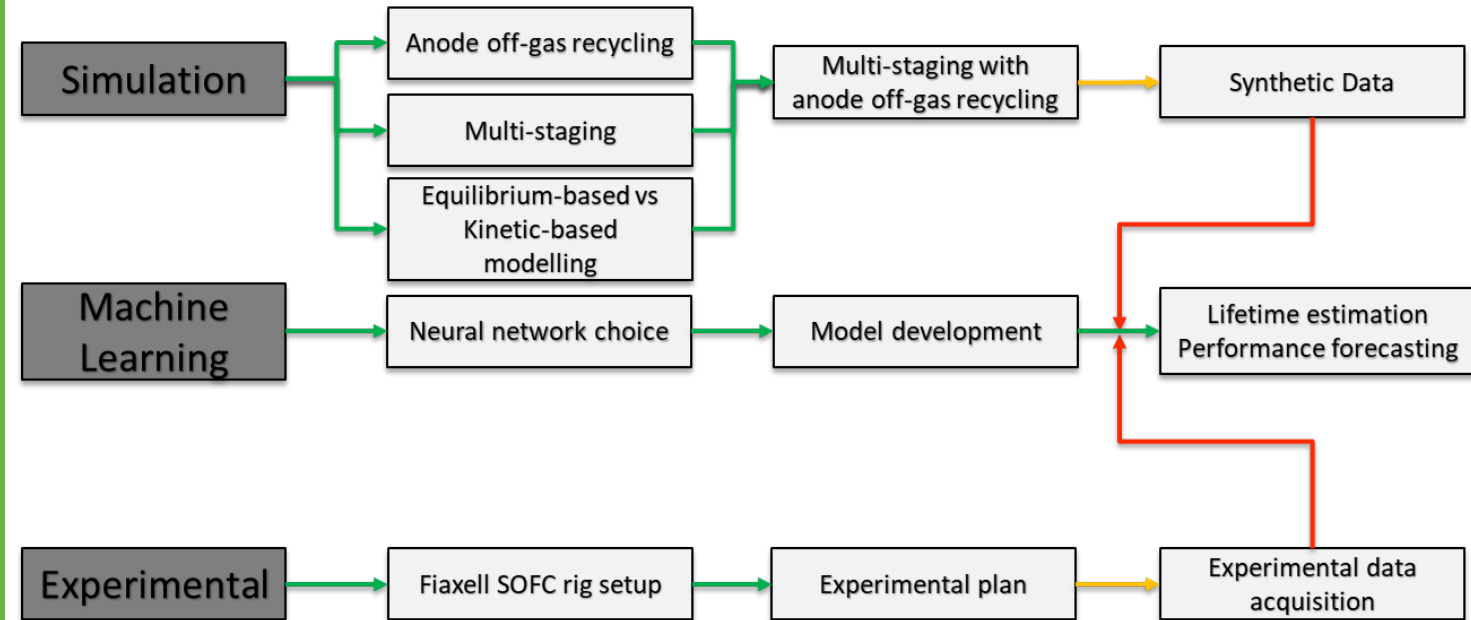 Simulation
Anode off-gas recycling
Multi-staging
Equilibrium-based vs
Kinetic-based
modelling
Multi-staging with
anode off-gas recycling
Synthetic Data
Machine
Learning
Neural network choice
Model development
Lifetime estimation
Performance forecasting
Experimental
Fiaxell SOFC rig setup
Experimental plan
Experimental data
acquisition